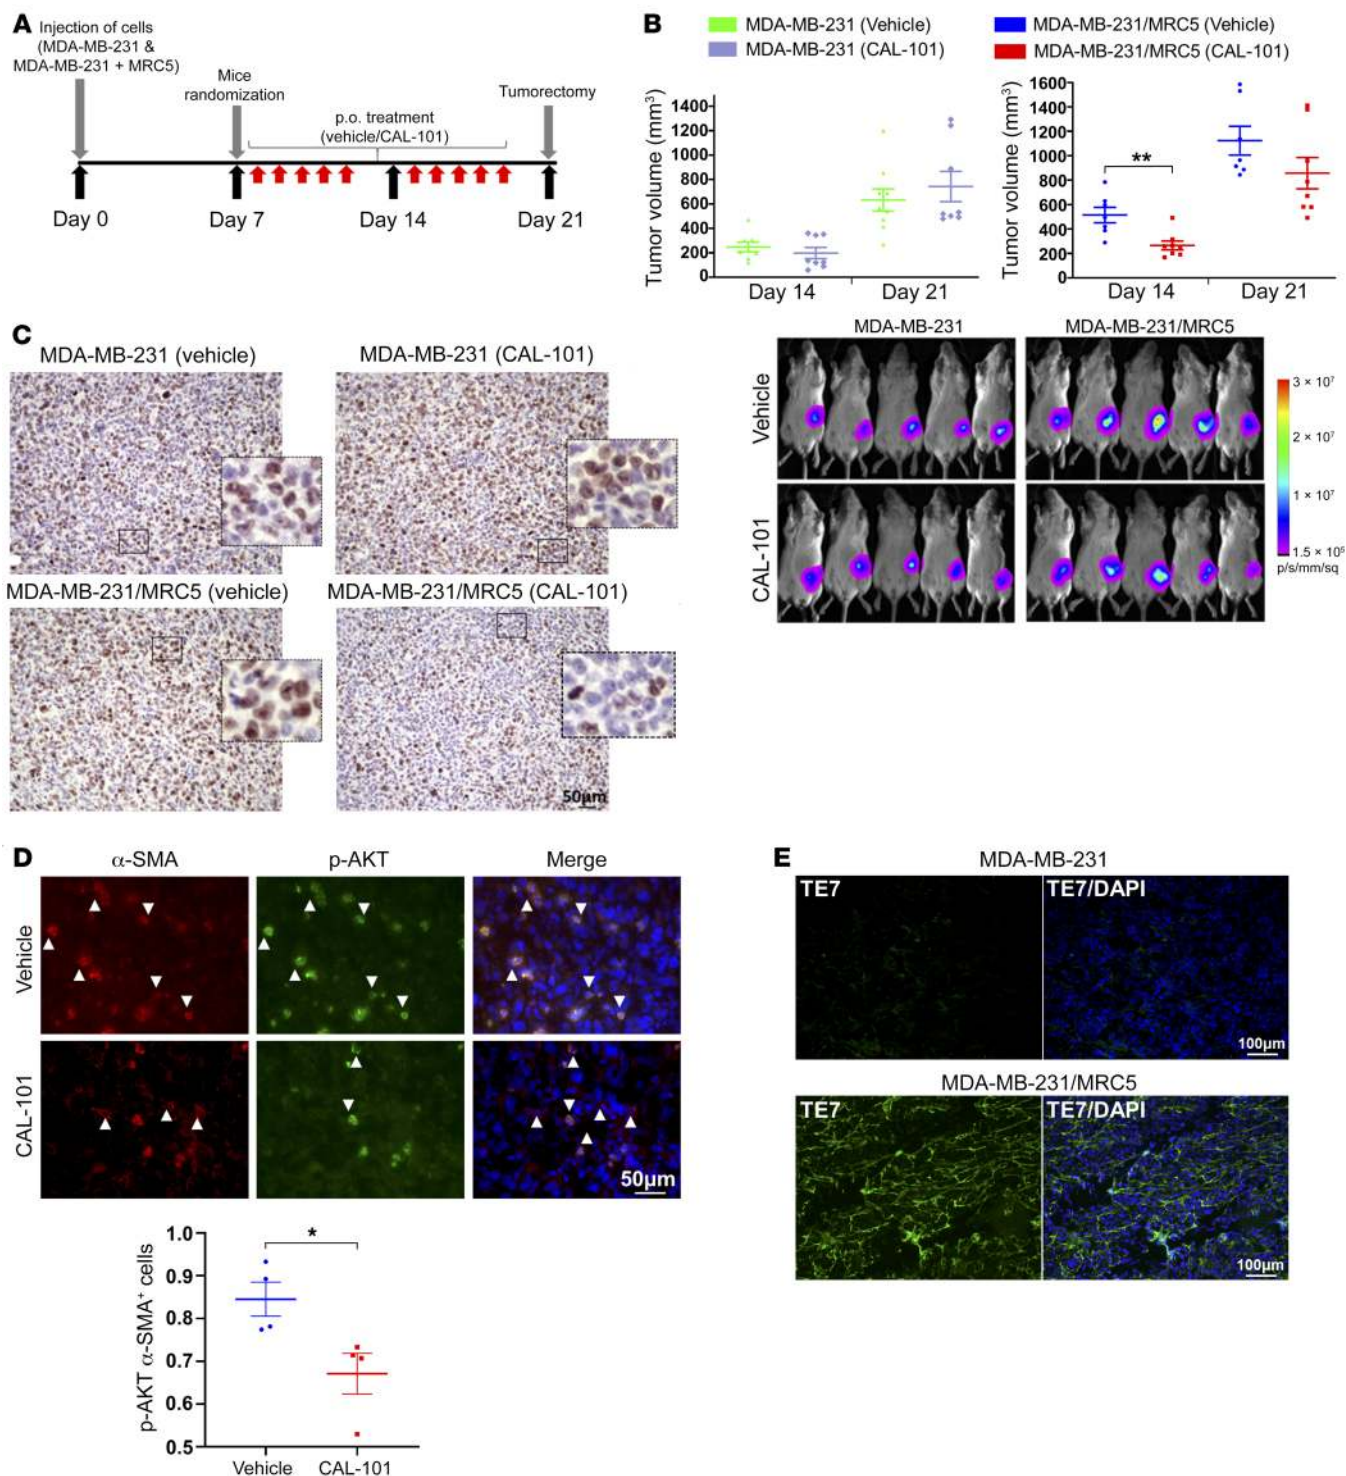 A
Injection of cells
(MDA-MB-231 &
MDA-MB-231 + MRC5)
Mice
randomization
p.o. treatment
(vehicle/CAL-101)
Tumorectomy
Day 0
Day 7
Day 14
Day 21
B
MDA-MB-231 (Vehicle)
MDA-MB-231 (CAL-101)
MDA-MB-231/MRC5 (Vehicle)
MDA-MB-231/MRC5 (CAL-101)
Tumor volume (mm³)
1400
1200
1000
800
600
400
200
0
Day 14
Day 21
Tumor volume (mm³)
1600
1400
1200
1000
800
600
400
200
0
**
Day 14
Day 21
MDA-MB-231
MDA-MB-231/MRC5
Vehicle
CAL-101
3 × 10⁷
2 × 10⁷
1 × 10⁷
1.5 × 10⁶
p/s/mm/sq
C
MDA-MB-231 (vehicle)
MDA-MB-231 (CAL-101)
MDA-MB-231/MRC5 (vehicle)
MDA-MB-231/MRC5 (CAL-101)
50µm
D
α-SMA
p-AKT
Merge
Vehicle
CAL-101
50µm
p-AKT α-SMA⁺ cells
1.0
0.9
0.8
0.7
0.6
0.5
*
Vehicle
CAL-101
E
MDA-MB-231
TE7
TE7/DAPI
100µm
MDA-MB-231/MRC5
TE7
TE7/DAPI
100µm